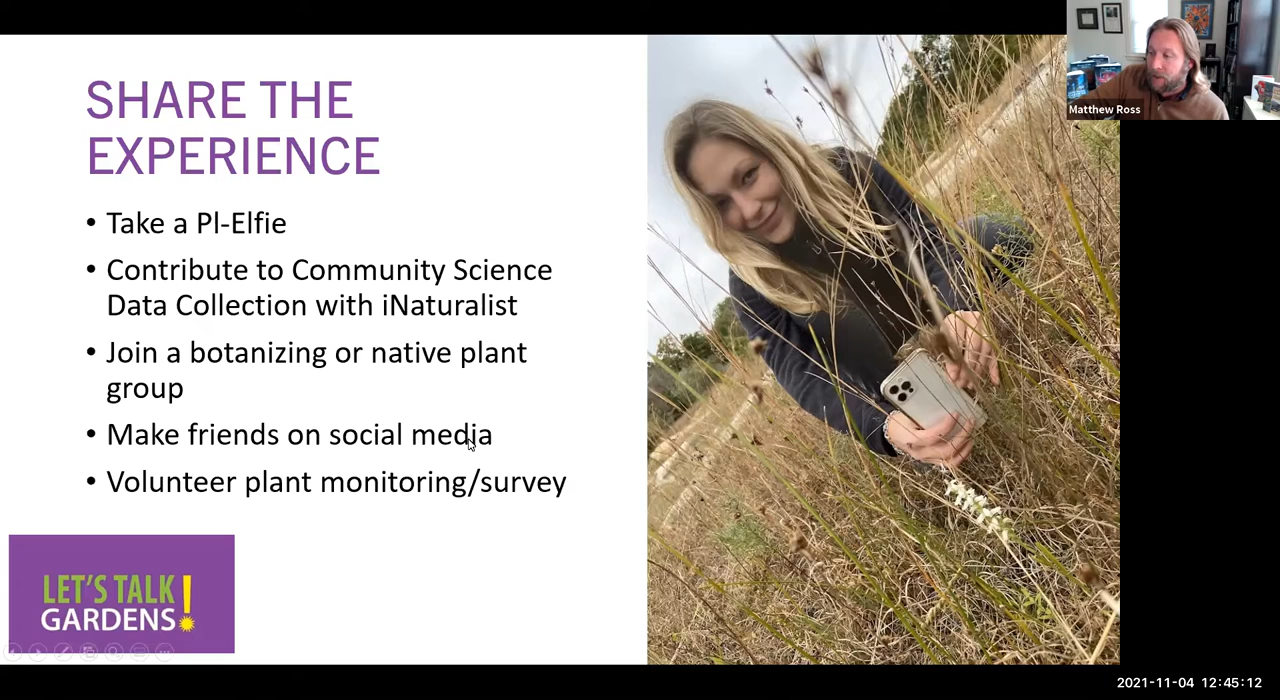 SHARE THE
EXPERIENCE
• Take a Pl-Elfie
• Contribute to Community Science
Data Collection with iNaturalist
• Join a botanizing or native plant
group
• Make friends on social media
• Volunteer plant monitoring/survey
LET'S TALK
GARDENS!
Matthew Ross
2021-11-04 12:45:12